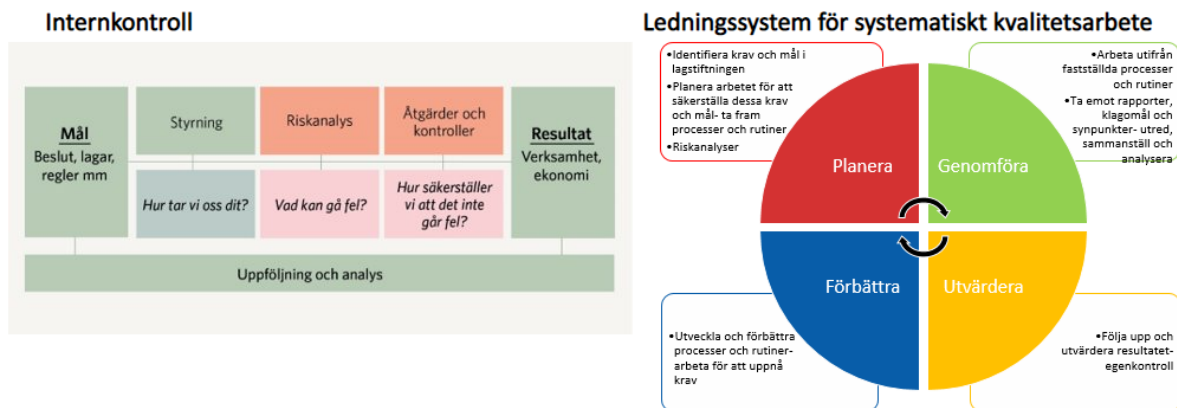 Internkontroll
Mål
Beslut, lagar,
regler mm
Styrning
Hur tar vi oss dit?
Riskanalys
Vad kan gå fel?
Åtgärder och
kontroller
Hur säkerställer
vi att det inte
går fel?
Resultat
Verksamhet,
ekonomi
Uppföljning och analys
Ledningssystem för systematiskt kvalitetsarbete
•Identifiera krav och mål i
lagstiftningen
•Planera arbetet för att
säkerställa dessa krav
och mål- ta fram
processer och rutiner
•Riskanalyser
Planera
•Arbeta utifrån
fastställda processer
och rutiner
•Ta emot rapporter,
klagomål och
synpunkter- utred,
sammanställ och
analysera
Genomföra
Förbättra
•Utveckla och förbättra
processer och rutiner-
arbeta för att uppnå
krav
Utvärdera
•Följa upp och
utvärdera resultatet-
egenkontroll